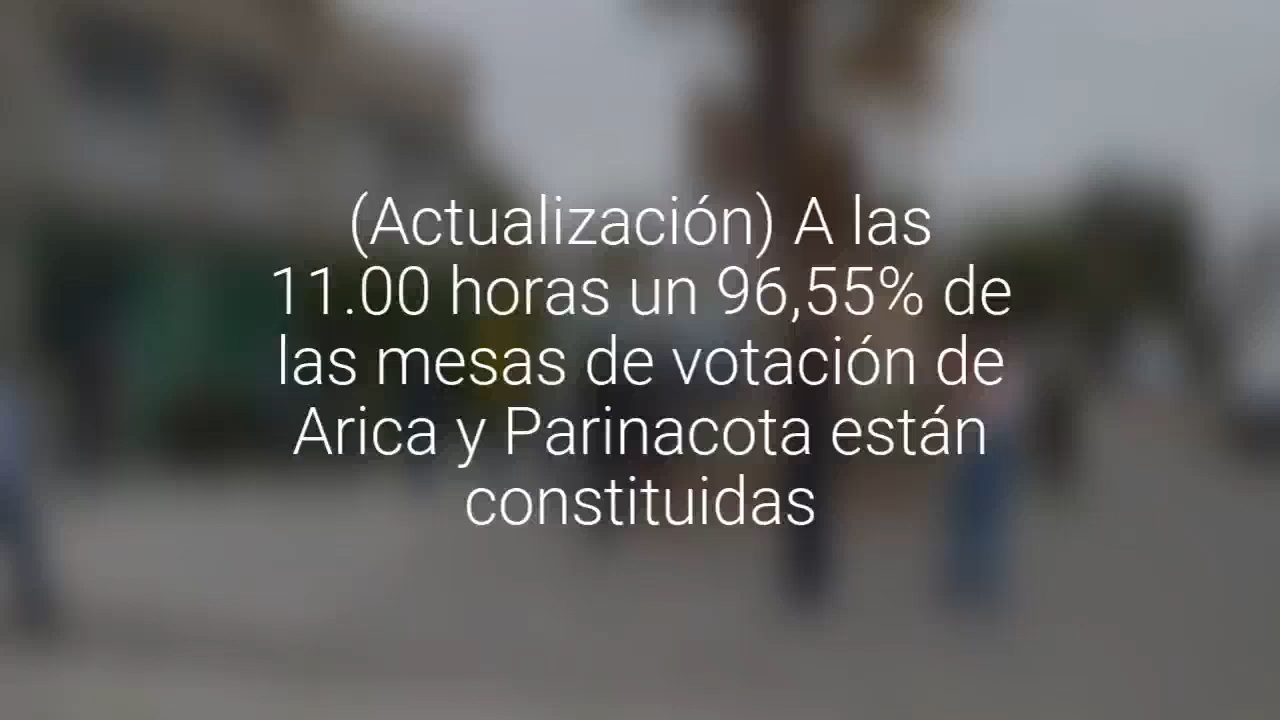 (Actualización) A las
11.00 horas un 96,55% de
las mesas de votación de
Arica y Parinacota están
constituidas